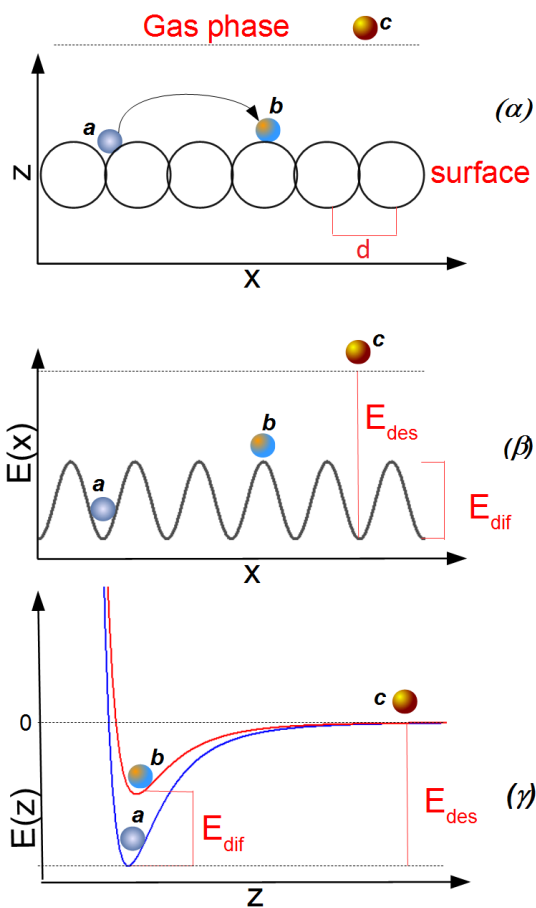 Gas phase
c
(α)
a
b
z
surface
d
x
c
E(x)
b
E_des
(β)
a
E_dif
x
0
c
b
E(z)
a
E_dif
E_des
(γ)
z